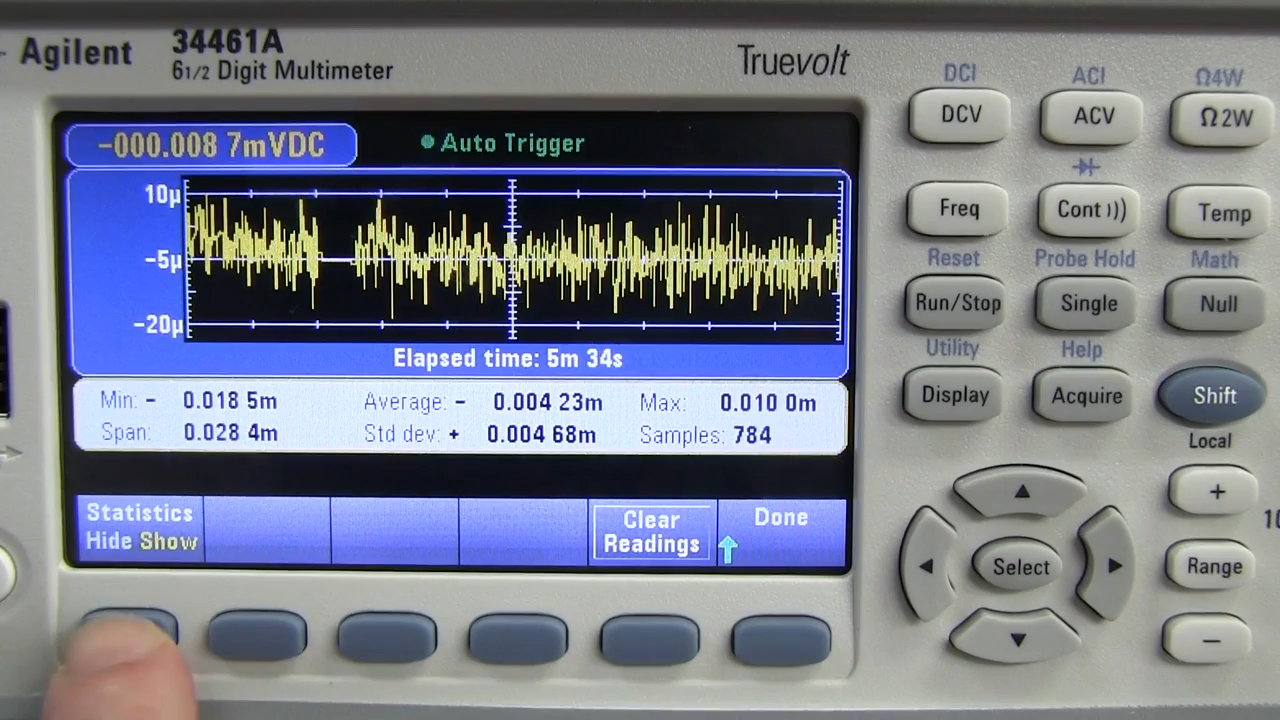 Agilent
34461A
6 1/2 Digit Multimeter
Truevolt
-000.008 7mVDC
Auto Trigger
10µ
-5µ
-20µ
Elapsed time: 5m 34s
Min: - 0.018 5m
Average: - 0.004 23m
Max: 0.010 0m
Span: 0.028 4m
Std dev: + 0.004 68m
Samples: 784
Statistics
Hide Show
Clear
Readings
Done
DCI
ACI
Ω4W
DCV
ACV
Ω2W
Freq
Cont
Temp
Reset
Probe Hold
Math
Run/Stop
Single
Null
Utility
Help
Display
Acquire
Shift
Local
+
Select
Range
−